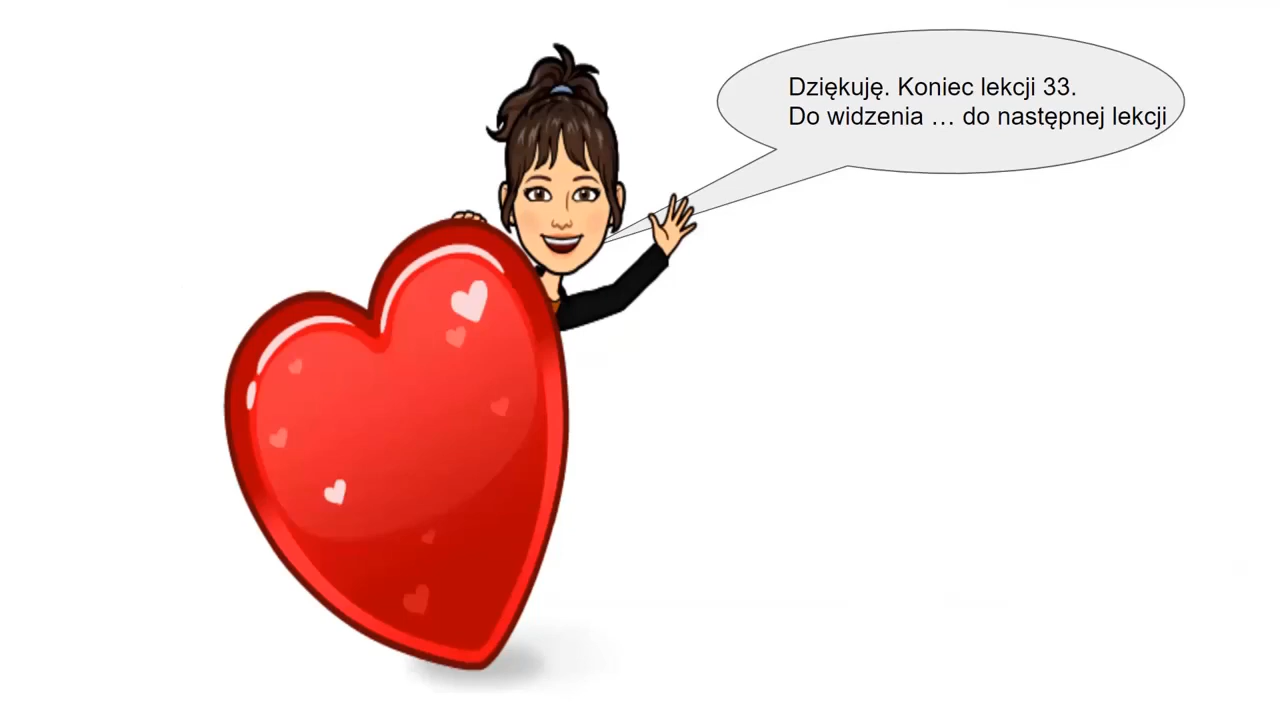 Dziękuję. Koniec lekcji 33.
Do widzenia … do następnej lekcji